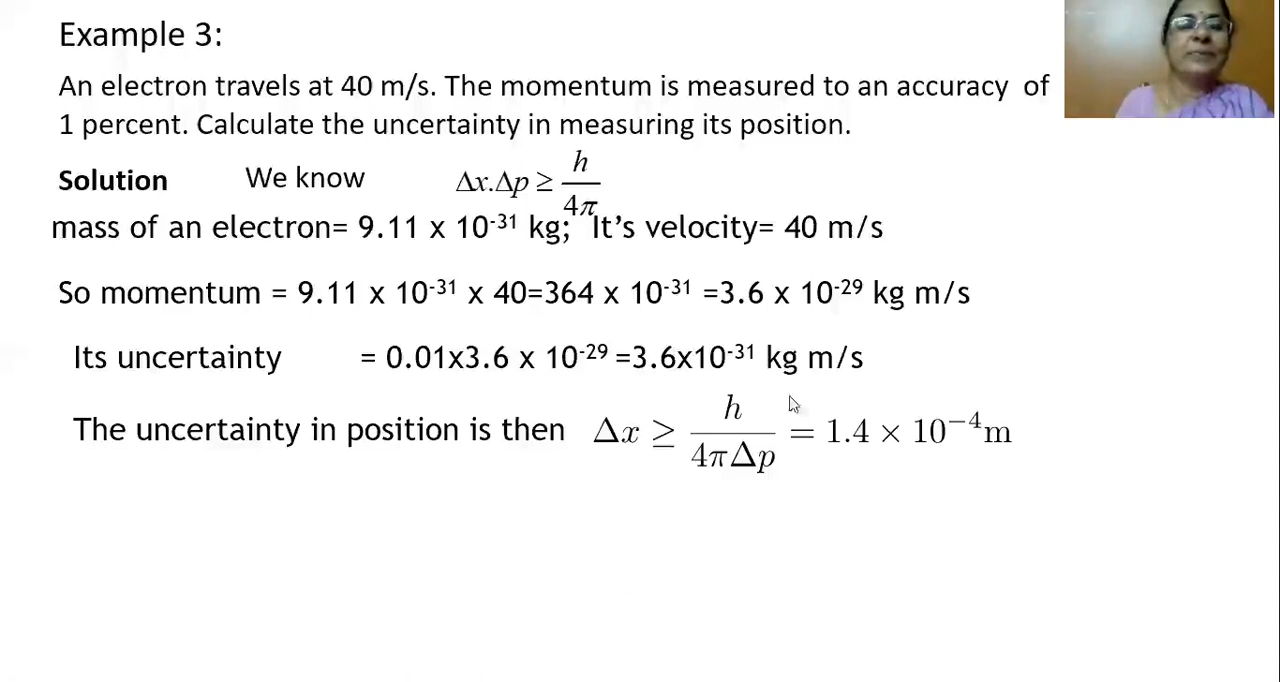 Example 3:
An electron travels at 40 m/s. The momentum is measured to an accuracy of
1 percent. Calculate the uncertainty in measuring its position.
Solution We know Δx.Δp ≥ h/4π
mass of an electron= 9.11 x 10⁻³¹ kg; It's velocity= 40 m/s
So momentum = 9.11 x 10⁻³¹ x 40=364 x 10⁻³¹ =3.6 x 10⁻²⁹ kg m/s
Its uncertainty = 0.01x3.6 x 10⁻²⁹ =3.6x10⁻³¹ kg m/s
The uncertainty in position is then Δx ≥ h/4πΔp = 1.4 × 10⁻⁴m